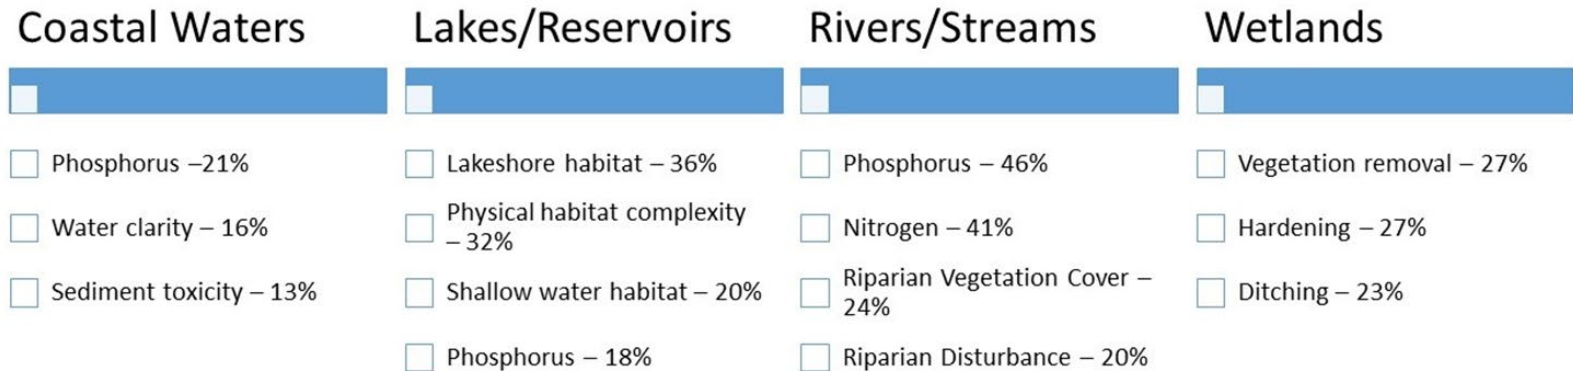 Coastal Waters
Phosphorus –21%
Water clarity – 16%
Sediment toxicity – 13%
Lakes/Reservoirs
Lakeshore habitat – 36%
Physical habitat complexity
– 32%
Shallow water habitat – 20%
Phosphorus – 18%
Rivers/Streams
Phosphorus – 46%
Nitrogen – 41%
Riparian Vegetation Cover –
24%
Riparian Disturbance – 20%
Wetlands
Vegetation removal – 27%
Hardening – 27%
Ditching – 23%